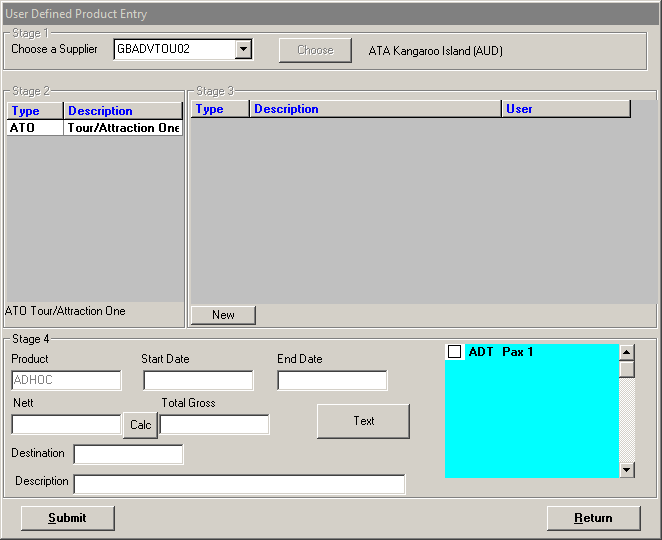 User Defined Product Entry
Stage 1
Choose a Supplier GBADVTOU02 Choose ATA Kangaroo Island (AUD)
Stage 2
Type Description
ATO Tour/Attraction One
ATO Tour/Attraction One
Stage 3
Type Description User
New
Stage 4
Product Start Date End Date
ADHOC
Nett Total Gross
Calc Text
Destination
Description
ADT Pax 1
Submit Return